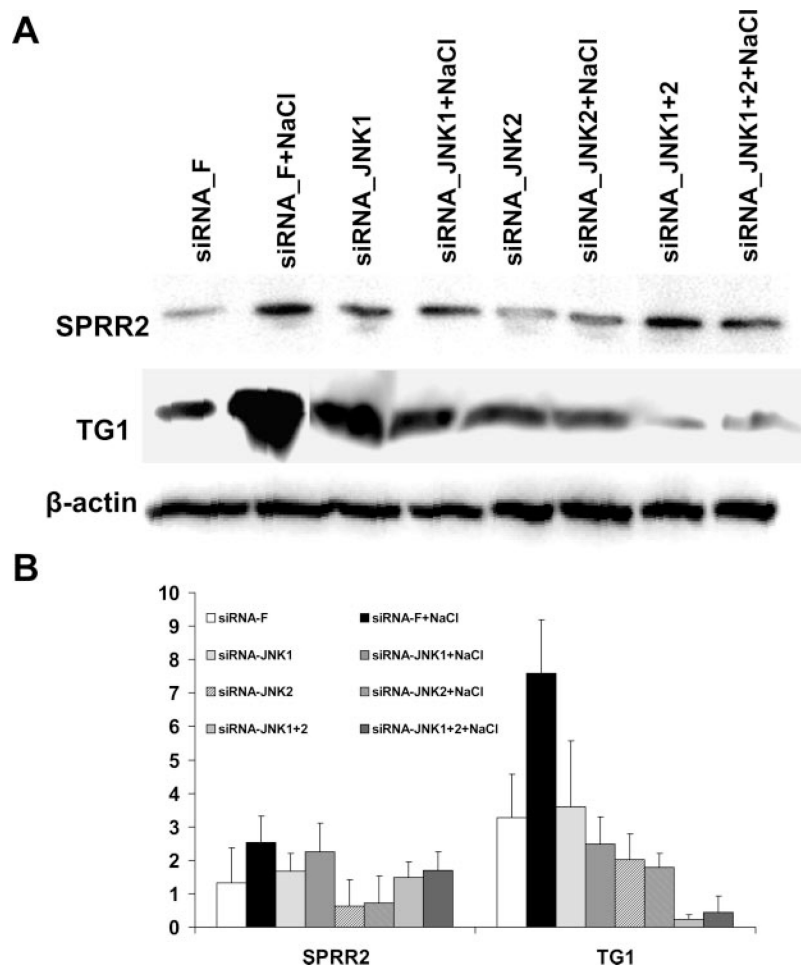 A
siRNA_F
siRNA_F+NaCl
siRNA_JNK1
siRNA_JNK1+NaCl
siRNA_JNK2
siRNA_JNK2+NaCl
siRNA_JNK1+2
siRNA_JNK1+2+NaCl
SPRR2
TG1
β-actin
B
10
9
8
7
6
5
4
3
2
1
0
siRNA-F
siRNA-F+NaCl
siRNA-JNK1
siRNA-JNK1+NaCl
siRNA-JNK2
siRNA-JNK2+NaCl
siRNA-JNK1+2
siRNA-JNK1+2+NaCl
SPRR2
TG1